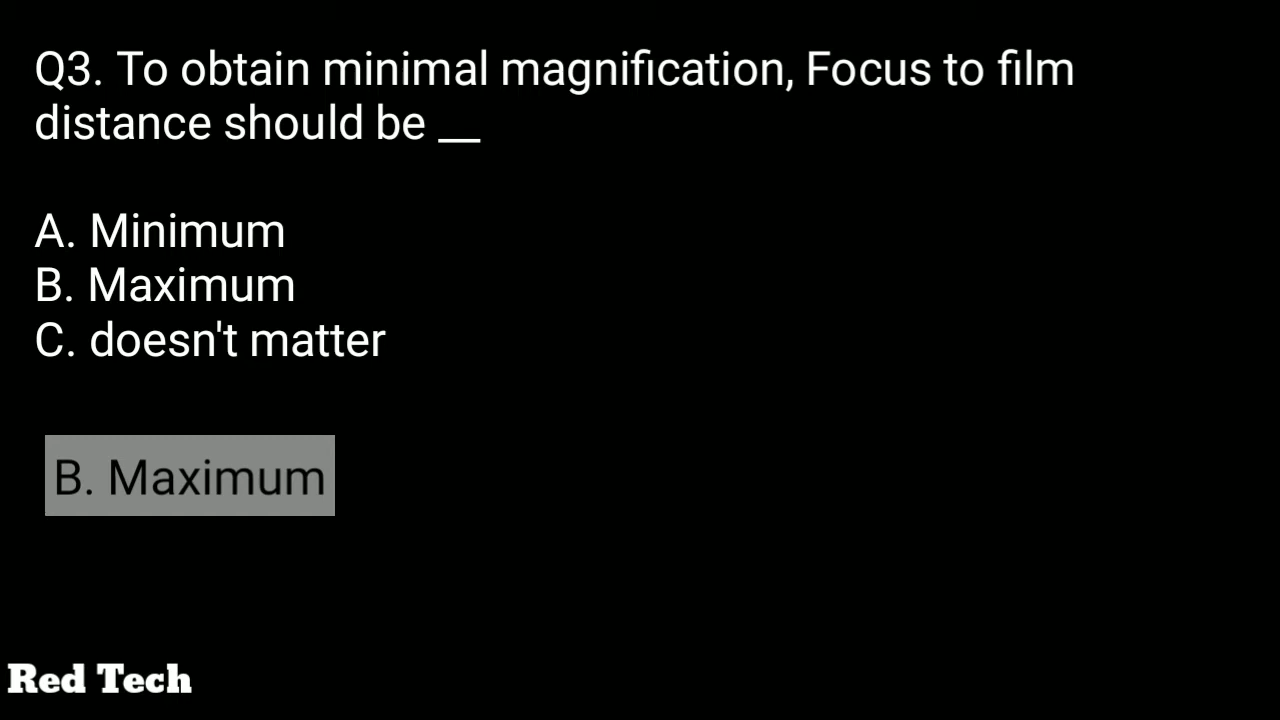 Q3. To obtain minimal magnification, Focus to film
distance should be __
A. Minimum
B. Maximum
C. doesn't matter
B. Maximum
Red Tech